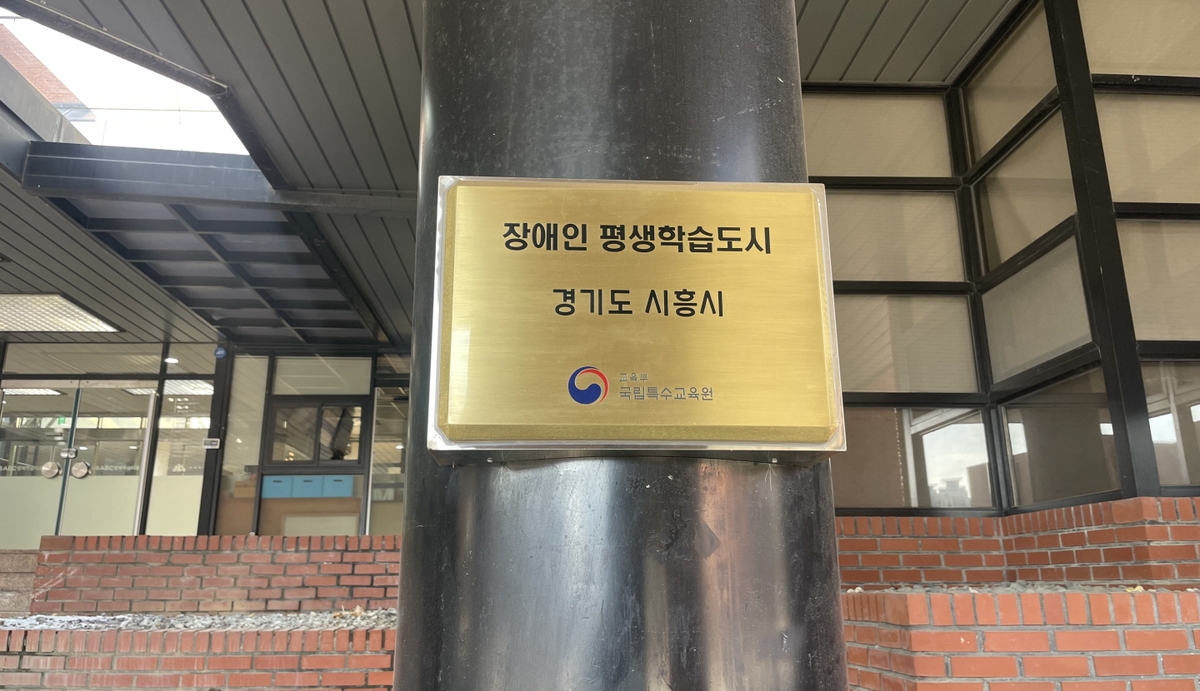 장애인 평생학습도시
경기도 시흥시
교육부
국립특수교육원